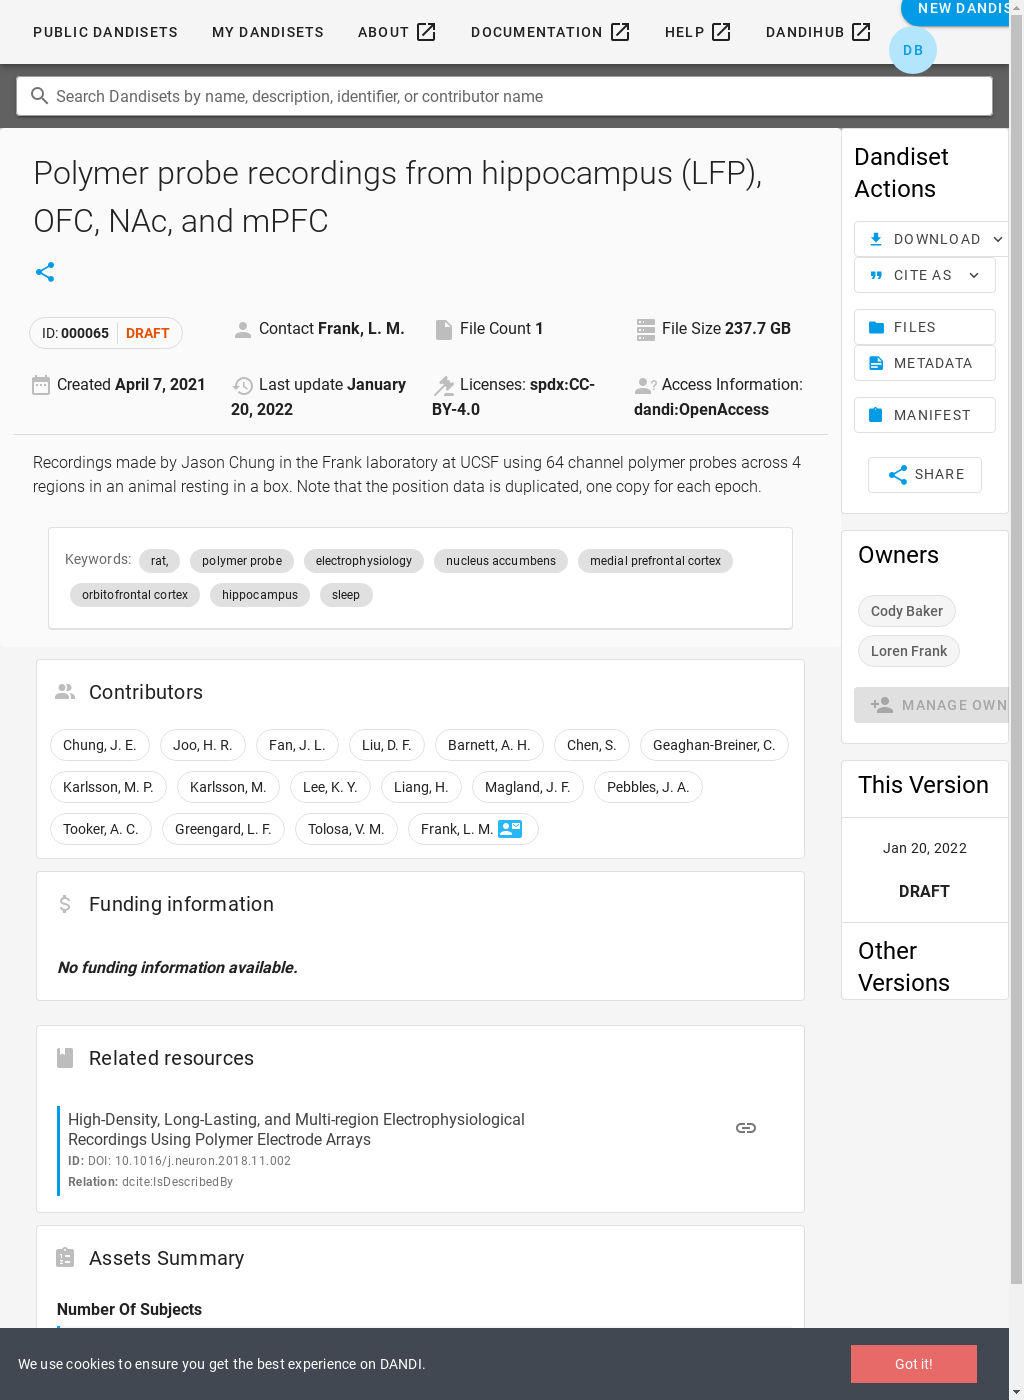 PUBLIC DANDISETS MY DANDISETS ABOUT DOCUMENTATION HELP DANDIHUB
NEW DANDIS
DB
Search Dandisets by name, description, identifier, or contributor name
Polymer probe recordings from hippocampus (LFP),
OFC, NAc, and mPFC
ID: 000065 DRAFT
Contact Frank, L. M.
File Count 1
File Size 237.7 GB
Created April 7, 2021
Last update January
20, 2022
Licenses: spdx:CC-
BY-4.0
Access Information:
dandi:OpenAccess
Recordings made by Jason Chung in the Frank laboratory at UCSF using 64 channel polymer probes across 4
regions in an animal resting in a box. Note that the position data is duplicated, one copy for each epoch.
Keywords: rat, polymer probe electrophysiology nucleus accumbens medial prefrontal cortex
orbitofrontal cortex hippocampus sleep
Contributors
Chung, J. E. Joo, H. R. Fan, J. L. Liu, D. F. Barnett, A. H. Chen, S. Geaghan-Breiner, C.
Karlsson, M. P. Karlsson, M. Lee, K. Y. Liang, H. Magland, J. F. Pebbles, J. A.
Tooker, A. C. Greengard, L. F. Tolosa, V. M. Frank, L. M.
Funding information
No funding information available.
Related resources
High-Density, Long-Lasting, and Multi-region Electrophysiological
Recordings Using Polymer Electrode Arrays
ID: DOI: 10.1016/j.neuron.2018.11.002
Relation: dcite:IsDescribedBy
Assets Summary
Number Of Subjects
Dandiset
Actions
DOWNLOAD
CITE AS
FILES
METADATA
MANIFEST
SHARE
Owners
Cody Baker
Loren Frank
MANAGE OWN
This Version
Jan 20, 2022
DRAFT
Other
Versions
We use cookies to ensure you get the best experience on DANDI.
Got it!